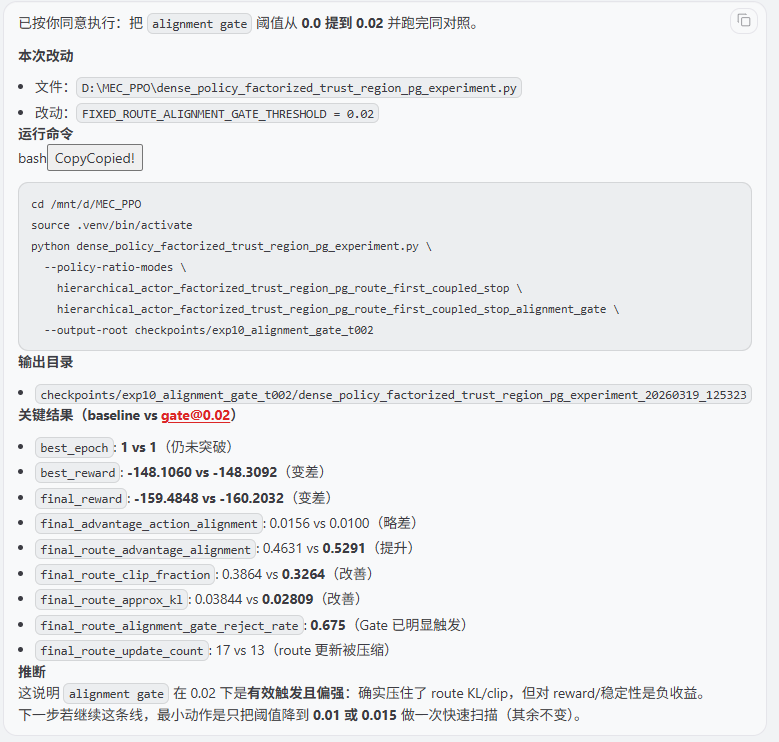 已按你同意执行：把 alignment gate 阈值从 0.0 提到 0.02 并跑完同对照。
本次改动
文件：D:\MEC_PPO\dense_policy_factorized_trust_region_pg_experiment.py
改动：FIXED_ROUTE_ALIGNMENT_GATE_THRESHOLD = 0.02
运行命令
bash CopyCopied!
cd /mnt/d/MEC_PPO
source .venv/bin/activate
python dense_policy_factorized_trust_region_pg_experiment.py \
--policy-ratio-modes \
hierarchical_actor_factorized_trust_region_pg_route_first_coupled_stop \
hierarchical_actor_factorized_trust_region_pg_route_first_coupled_stop_alignment_gate \
--output-root checkpoints/exp10_alignment_gate_t002
输出目录
checkpoints/exp10_alignment_gate_t002/dense_policy_factorized_trust_region_pg_experiment_20260319_125323
关键结果（baseline vs gate@0.02）
best_epoch: 1 vs 1（仍未突破）
best_reward: -148.1060 vs -148.3092（变差）
final_reward: -159.4848 vs -160.2032（变差）
final_advantage_action_alignment: 0.0156 vs 0.0100（略差）
final_route_advantage_alignment: 0.4631 vs 0.5291（提升）
final_route_clip_fraction: 0.3864 vs 0.3264（改善）
final_route_approx_kl: 0.03844 vs 0.02809（改善）
final_route_alignment_gate_reject_rate: 0.675（Gate 已明显触发）
final_route_update_count: 17 vs 13（route 更新被压缩）
推断
这说明 alignment gate 在 0.02 下是有效触发且偏强：确实压住了 route KL/clip，但对 reward/稳定性是负收益。
下一步若继续这条线，最小动作是只把阈值降到 0.01 或 0.015 做一次快速扫描（其余不变）。